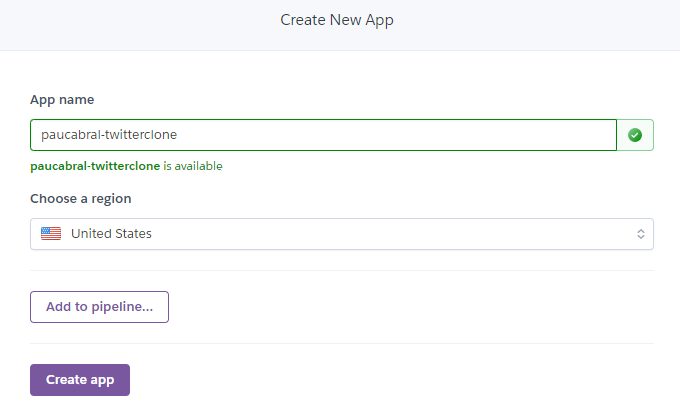 Create New App
App name
paucabral-twitterclone
paucabral-twitterclone is available
Choose a region
United States
Add to pipeline...
Create app